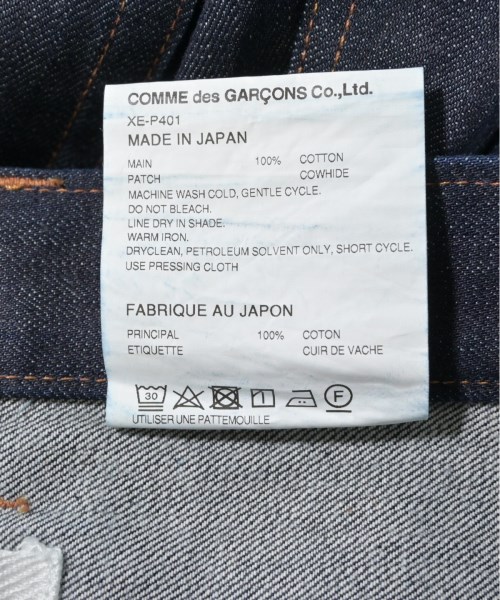 COMME des GARÇONS Co.,Ltd.
XE-P401
MADE IN JAPAN
MAIN 100% COTTON
PATCH COWHIDE
MACHINE WASH COLD, GENTLE CYCLE.
DO NOT BLEACH.
LINE DRY IN SHADE.
WARM IRON.
DRYCLEAN, PETROLEUM SOLVENT ONLY, SHORT CYCLE.
USE PRESSING CLOTH
FABRIQUE AU JAPON
PRINCIPAL 100% COTON
ETIQUETTE CUIR DE VACHE
30 F
UTILISER UNE PATTEMOUILLE